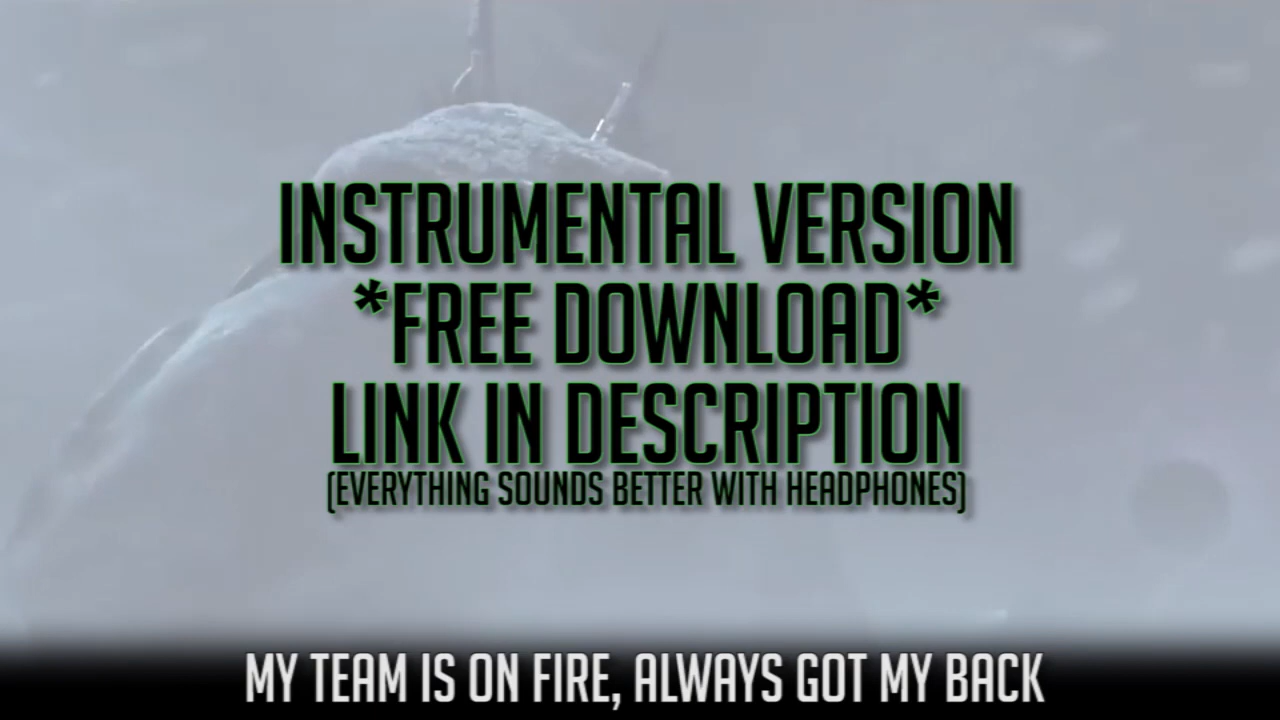 INSTRUMENTAL VERSION
*FREE DOWNLOAD*
LINK IN DESCRIPTION
(EVERYTHING SOUNDS BETTER WITH HEADPHONES)
MY TEAM IS ON FIRE, ALWAYS GOT MY BACK